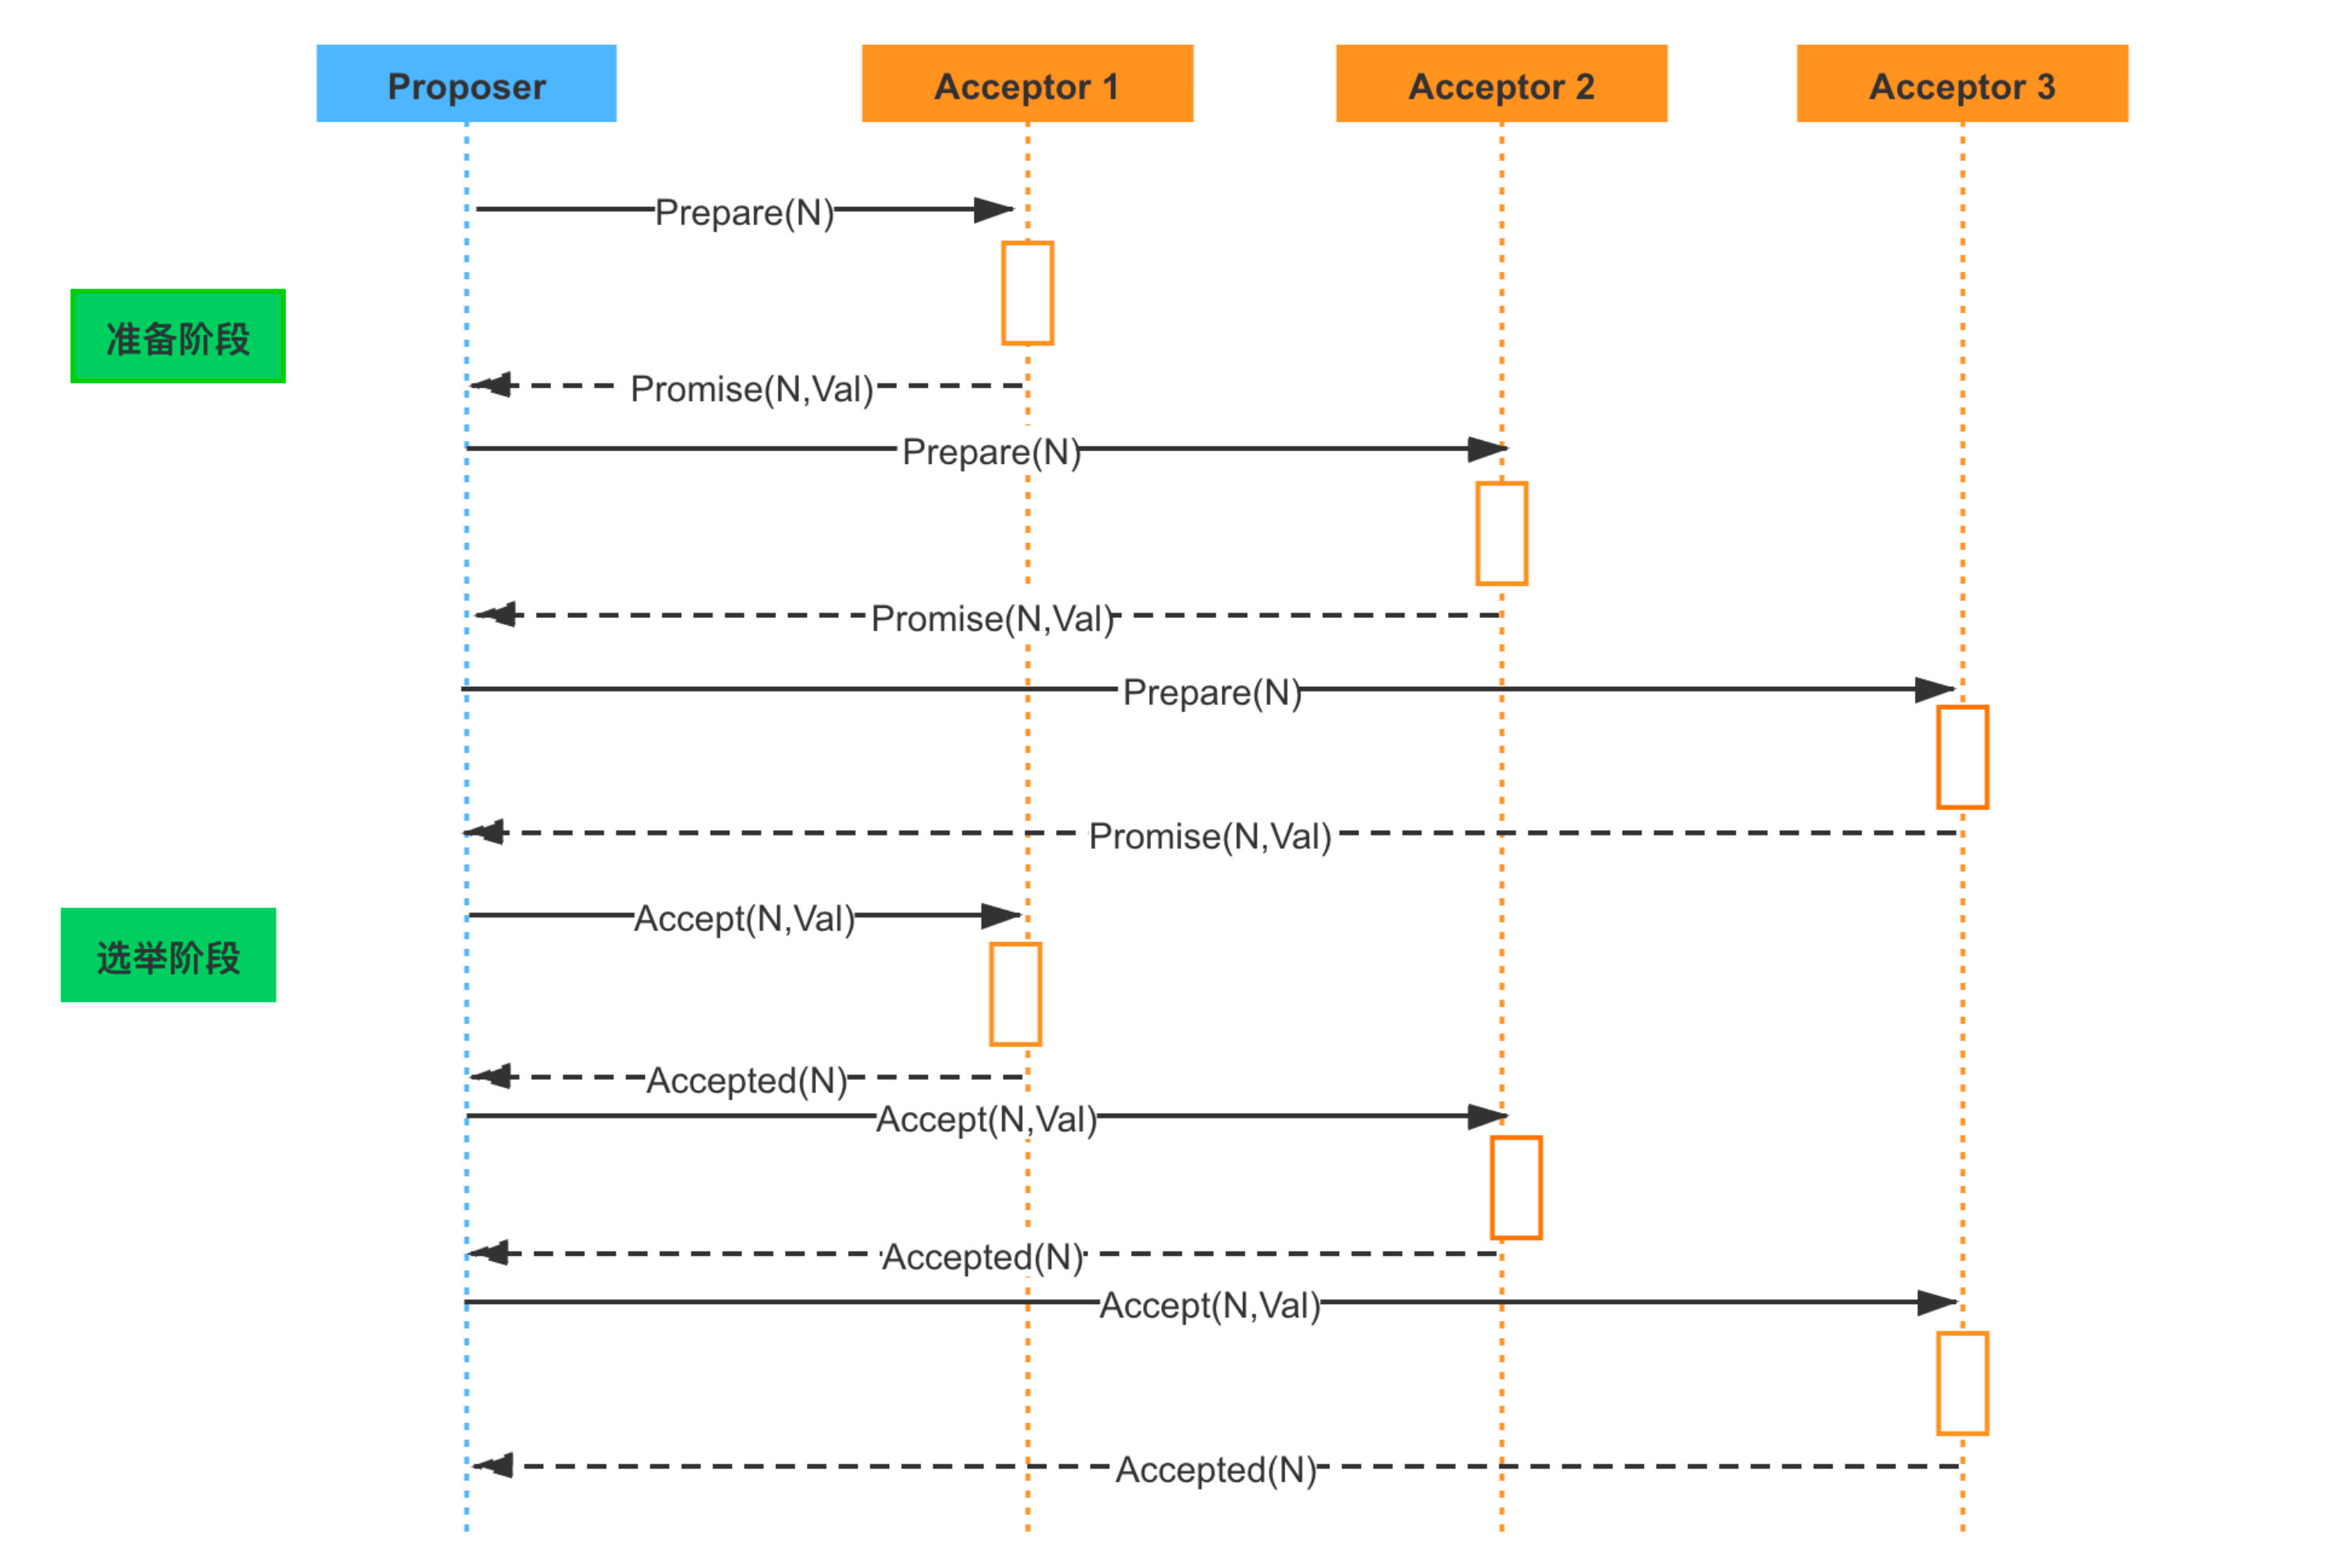 Proposer
Acceptor 1
Acceptor 2
Acceptor 3
Prepare(N)
准备阶段
Promise(N,Val)
Prepare(N)
Promise(N,Val)
Prepare(N)
Promise(N,Val)
Accept(N,Val)
选举阶段
Accepted(N)
Accept(N,Val)
Accepted(N)
Accept(N,Val)
Accepted(N)